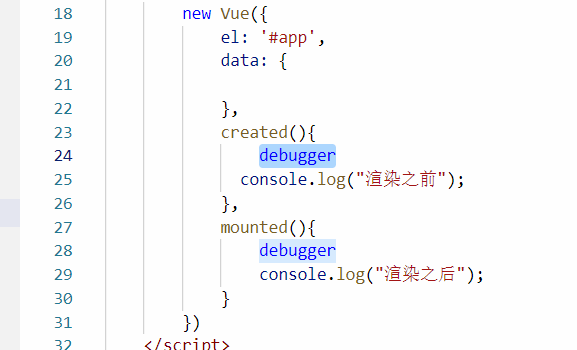 18 new Vue({
19 el: '#app',
20 data: {
21
22 },
23 created(){
24 debugger
25 console.log("渲染之前");
26 },
27 mounted(){
28 debugger
29 console.log("渲染之后");
30 }
31 })
32 </script>